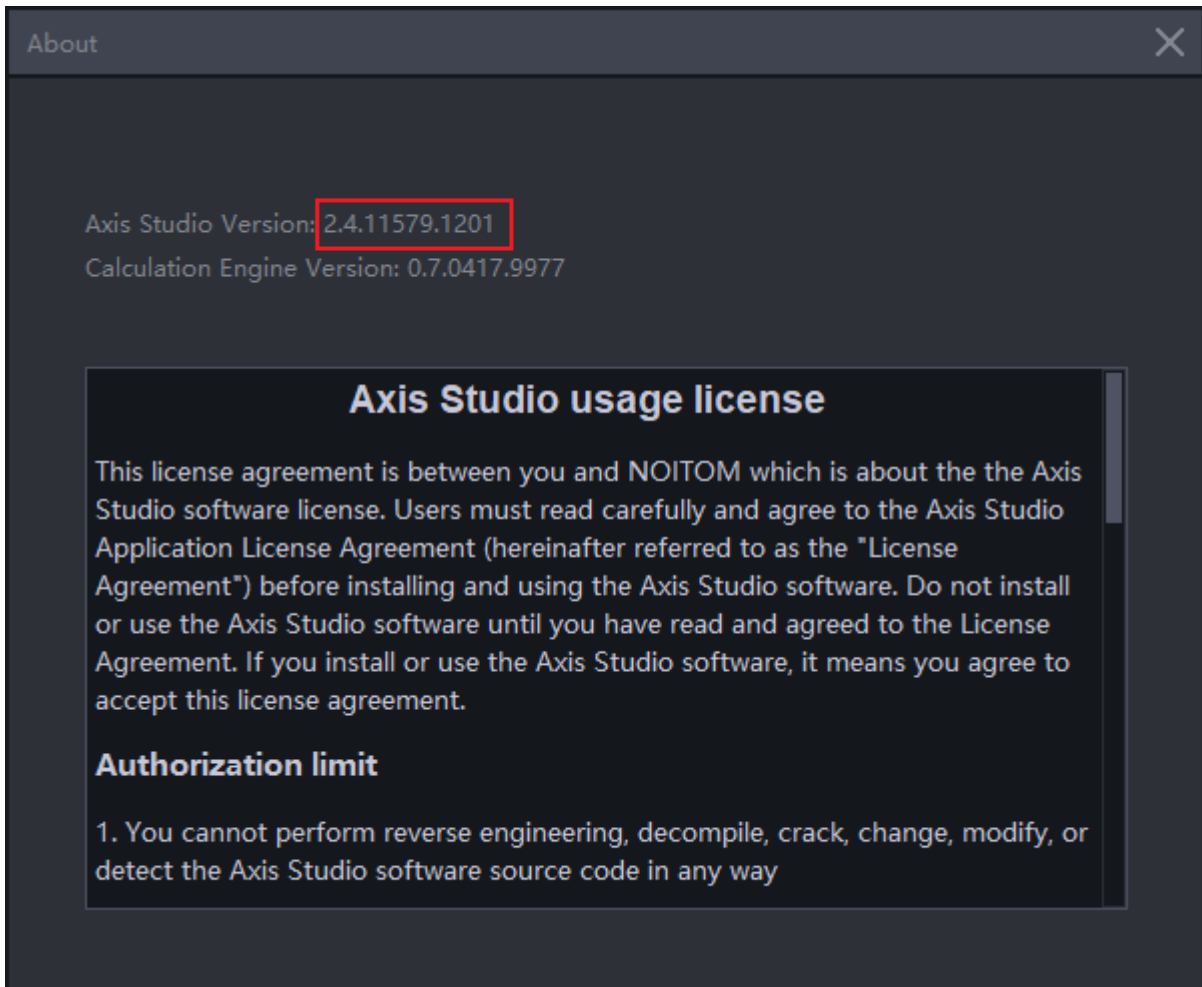 About
Axis Studio Version: 2.4.11579.1201
Calculation Engine Version: 0.7.0417.9977
Axis Studio usage license
This license agreement is between you and NOITOM which is about the the Axis
Studio software license. Users must read carefully and agree to the Axis Studio
Application License Agreement (hereinafter referred to as the "License
Agreement") before installing and using the Axis Studio software. Do not install
or use the Axis Studio software until you have read and agreed to the License
Agreement. If you install or use the Axis Studio software, it means you agree to
accept this license agreement.
Authorization limit
1. You cannot perform reverse engineering, decompile, crack, change, modify, or
detect the Axis Studio software source code in any way